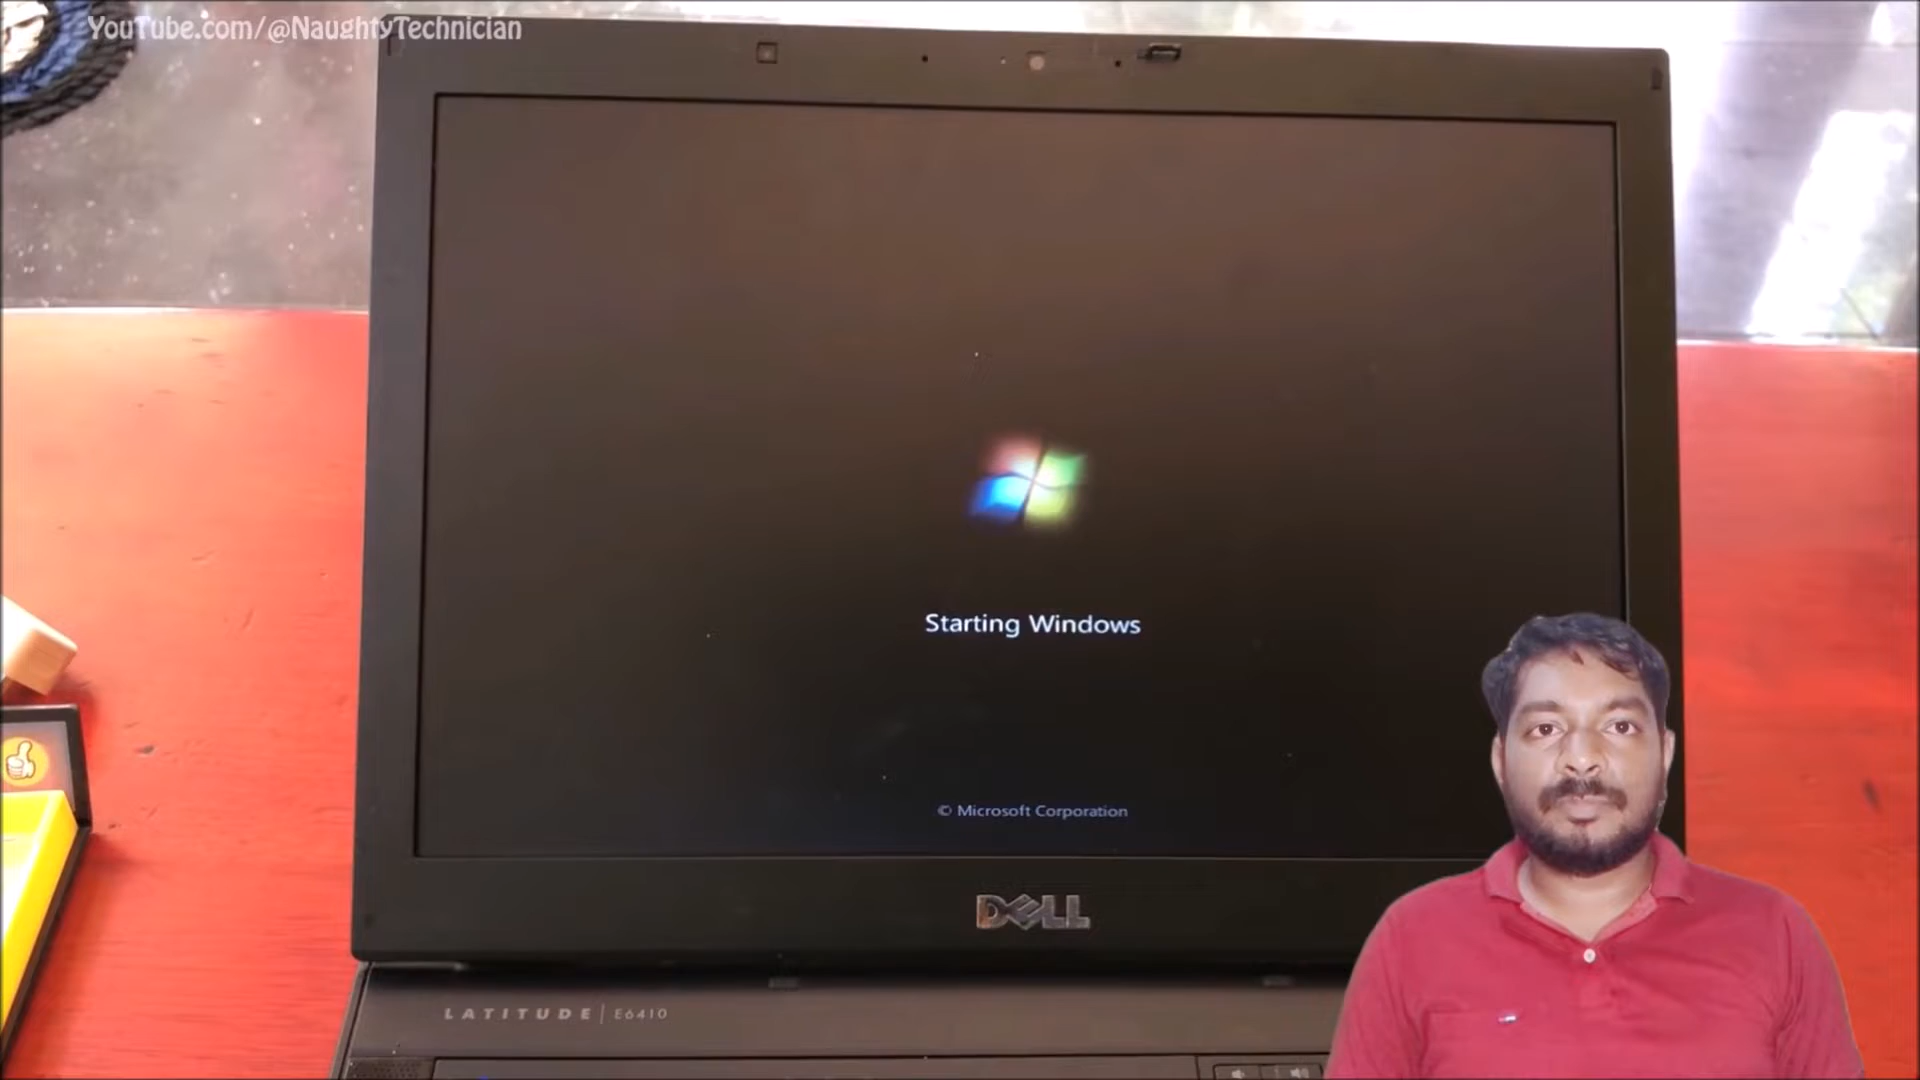 YouTube.com/@NaughtyTechnician
Starting Windows
© Microsoft Corporation
DELL
LATITUDE | E6410